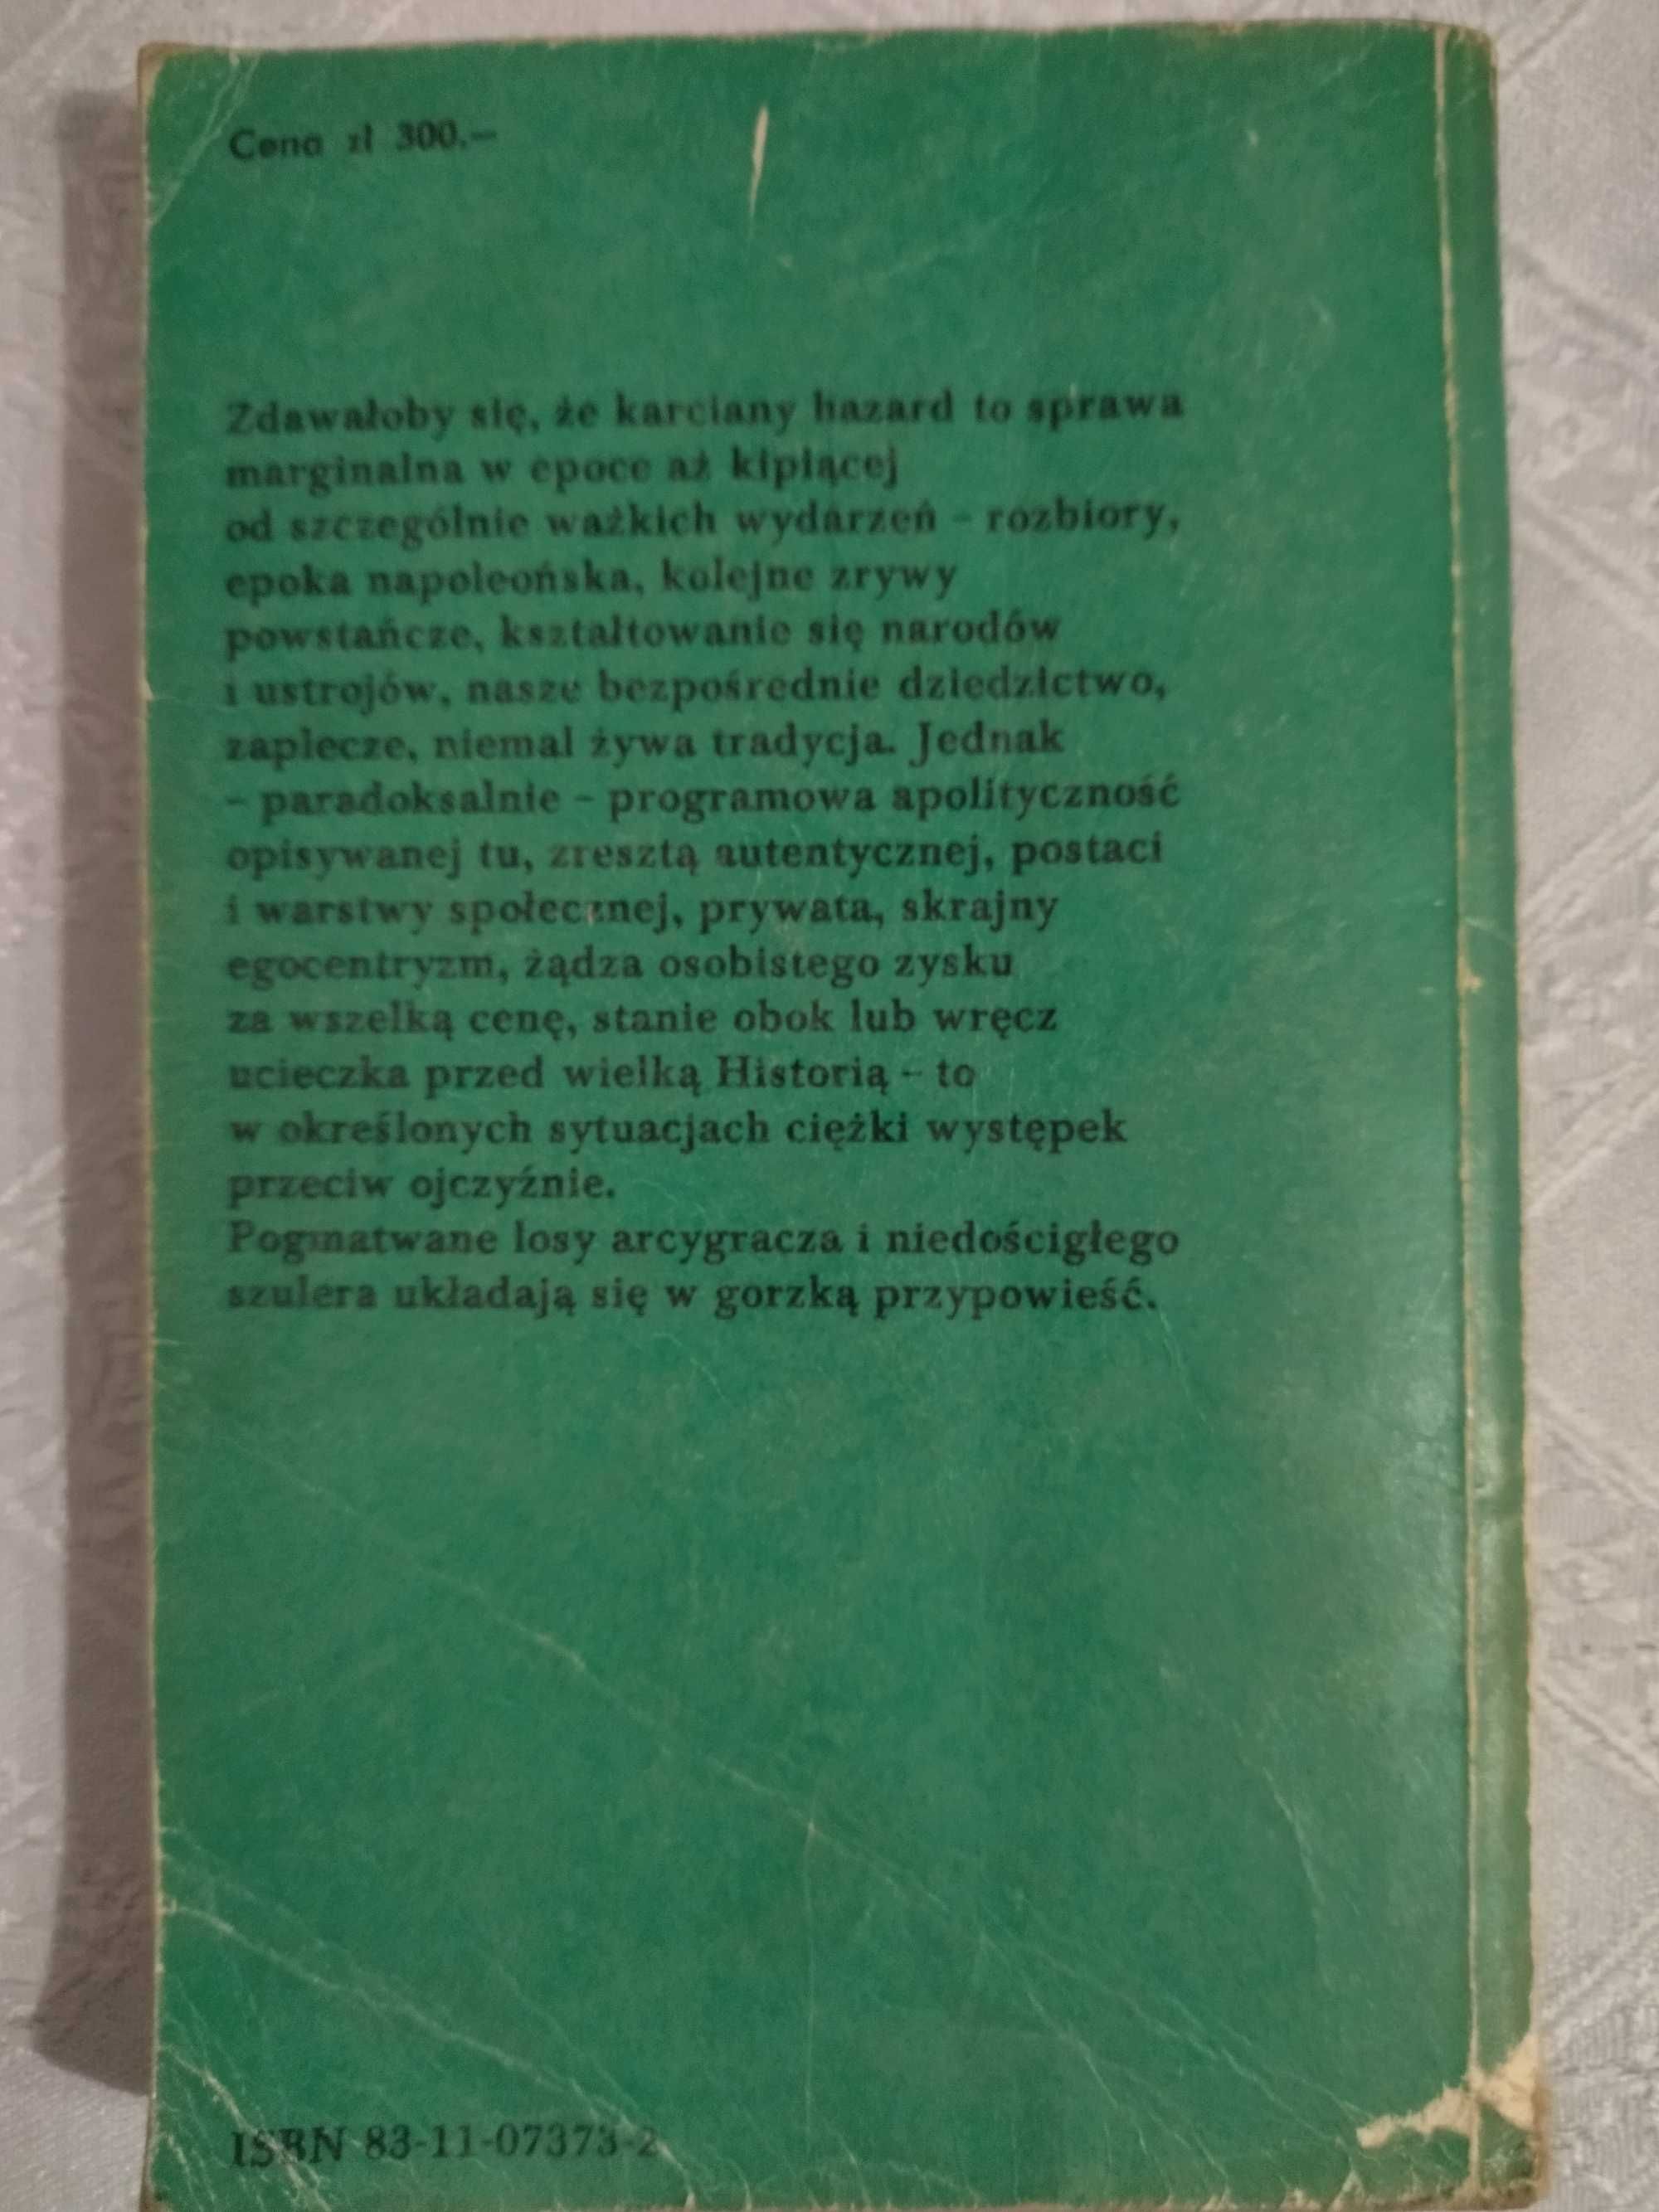 Cena zł 300.–
Zdawałoby się, że karciany hazard to sprawa
marginalna w epoce aż kipiącej
od szczególnie ważkich wydarzeń – rozbiory,
epoka napoleońska, kolejne zrywy
powstańcze, kształtowanie się narodów
i ustrojów, nasze bezpośrednie dziedzictwo,
zaplecze, niemal żywa tradycja. Jednak
– paradoksalnie – programowa apolityczność
opisywanej tu, zresztą autentycznej, postaci
i warstwy społecznej, prywata, skrajny
egocentryzm, żądza osobistego zysku
za wszelką cenę, stanie obok lub wręcz
ucieczka przed wielką Historią – to
w określonych sytuacjach ciężki występek
przeciw ojczyźnie.
Pogmatwane losy arcygracza i niedościgłego
szulera układają się w gorzką przypowieść.
ISBN 83-11-07373-2